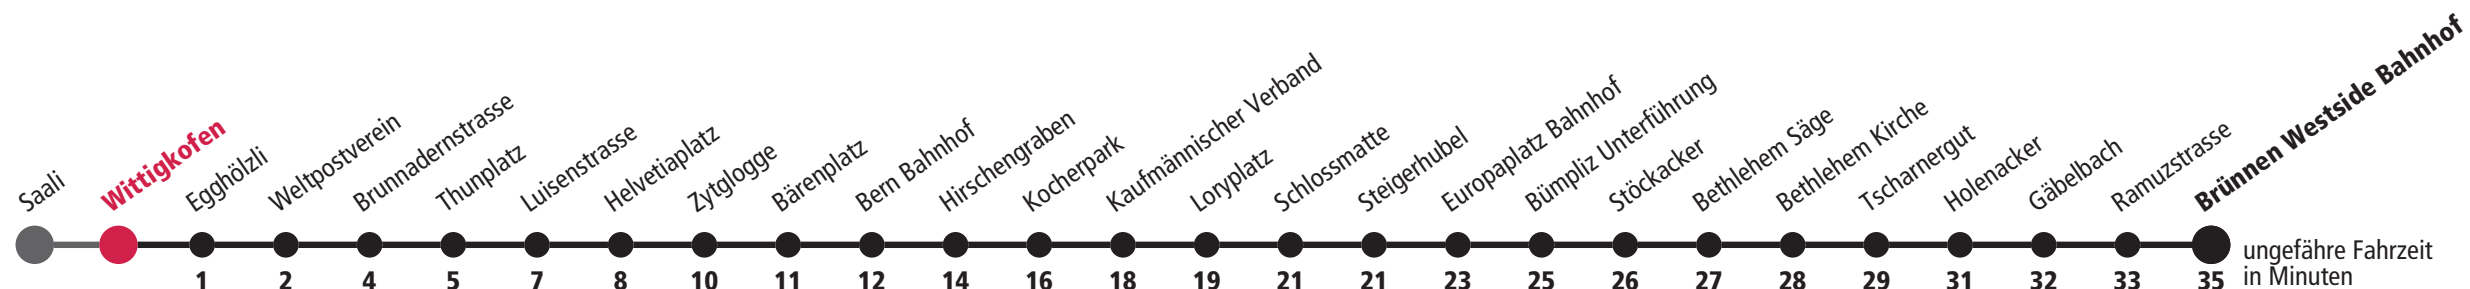 Saali
Wittigkofen
Egghölzli
Weltpostverein
Brunnadernstrasse
Thunplatz
Luisenstrasse
Helvetiaplatz
Zytglogge
Bärenplatz
Bern Bahnhof
Hirschengraben
Kocherpark
Kaufmännischer Verband
Loryplatz
Schlossmatte
Steigerhubel
Europaplatz Bahnhof
Bümpliz Unterführung
Stöckacker
Bethlehem Säge
Bethlehem Kirche
Tscharnergut
Holenacker
Gäbelbach
Ramuzstrasse
Brünnen Westside Bahnhof
1 2 4 5 7 8 10 11 12 14 16 18 19 21 21 23 25 26 27 28 29 31 32 33 35
ungefähre Fahrzeit
in Minuten